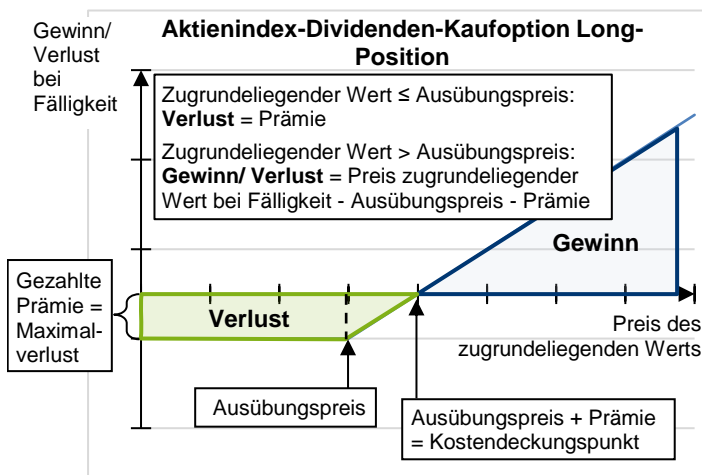 Gewinn/
Verlust
bei
Fälligkeit
Aktienindex-Dividenden-Kaufoption Long-
Position
Zugrundeliegender Wert ≤ Ausübungspreis:
Verlust = Prämie
Zugrundeliegender Wert > Ausübungspreis:
Gewinn/ Verlust = Preis zugrundeliegender
Wert bei Fälligkeit - Ausübungspreis - Prämie
Gewinn
Gezahlte
Prämie =
Maximal-
verlust
Verlust
Preis des
zugrundeliegenden Werts
Ausübungspreis
Ausübungspreis + Prämie
= Kostendeckungspunkt